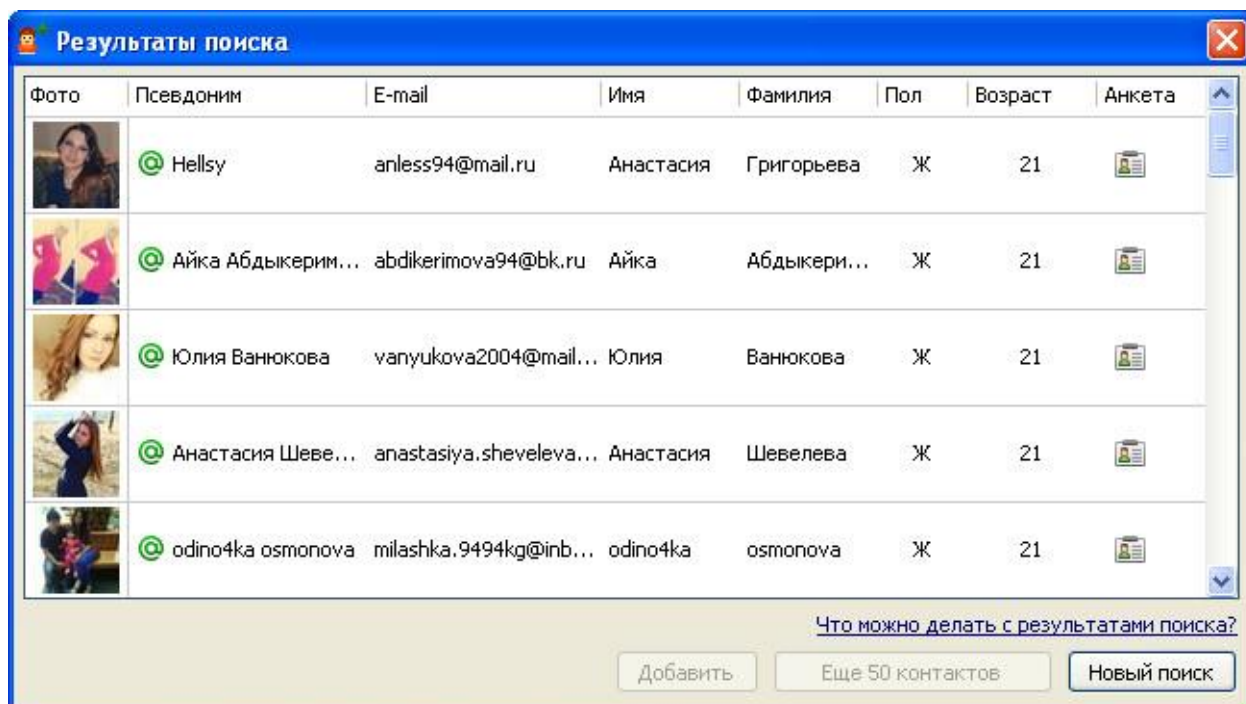 Результаты поиска
Фото Псевдоним E-mail Имя Фамилия Пол Возраст Анкета
@ Hellsy anless94@mail.ru Анастасия Григорьева Ж 21
@ Айка Абдыкерим... abdikerimova94@bk.ru Айка Абдыкери... Ж 21
@ Юлия Ванюкова vanyukova2004@mail... Юлия Ванюкова Ж 21
@ Анастасия Шеве... anastasiya.sheveleva... Анастасия Шевелева Ж 21
@ odino4ka osmonova milashka.9494kg@inb... odino4ka osmonova Ж 21
Что можно делать с результатами поиска?
Добавить Еще 50 контактов Новый поиск